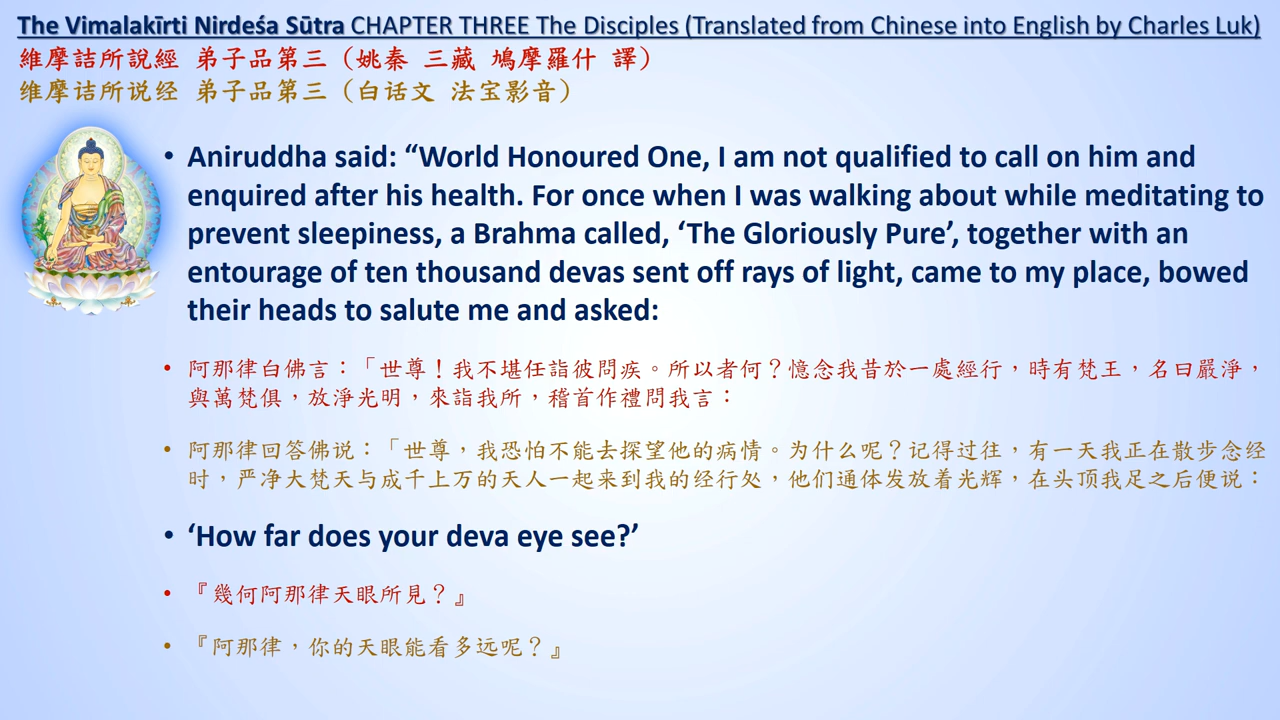 The Vimalakīrti Nirdeśa Sūtra CHAPTER THREE The Disciples (Translated from Chinese into English by Charles Luk)
維摩詰所說經 弟子品第三 (姚秦 三藏 鳩摩羅什 譯)
维摩诘所说经 弟子品第三 (白话文 法宝影音)
• Aniruddha said: “World Honoured One, I am not qualified to call on him and
enquired after his health. For once when I was walking about while meditating to
prevent sleepiness, a Brahma called, ‘The Gloriously Pure’, together with an
entourage of ten thousand devas sent off rays of light, came to my place, bowed
their heads to salute me and asked:
• 阿那律白佛言：「世尊！我不堪任詣彼問疾。所以者何？憶念我昔於一處經行，時有梵王，名曰嚴淨，
與萬梵俱，放淨光明，來詣我所，稽首作禮問我言：
• 阿那律回答佛说：「世尊，我恐怕不能去探望他的病情。为什么呢？记得过往，有一天我正在散步念经
时，严净大梵天与成千上万的天人一起来到我的经行处，他们通体发放着光辉，在头顶我足之后便说：
• ‘How far does your deva eye see?’
• 『幾何阿那律天眼所見？』
• 『阿那律，你的天眼能看多远呢？』